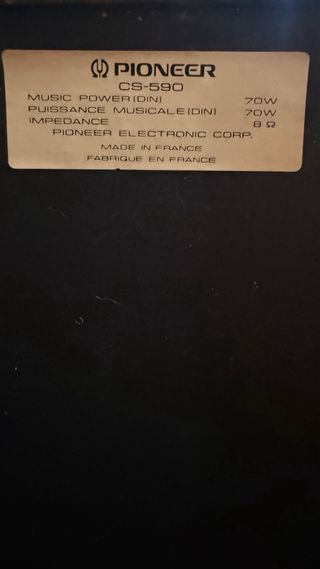 PIONEER
CS-590
MUSIC POWER (DIN) 70W
PUISSANCE MUSICALE (DIN) 70W
IMPEDANCE 8 Ω
PIONEER ELECTRONIC CORP.
MADE IN FRANCE
FABRIQUE EN FRANCE